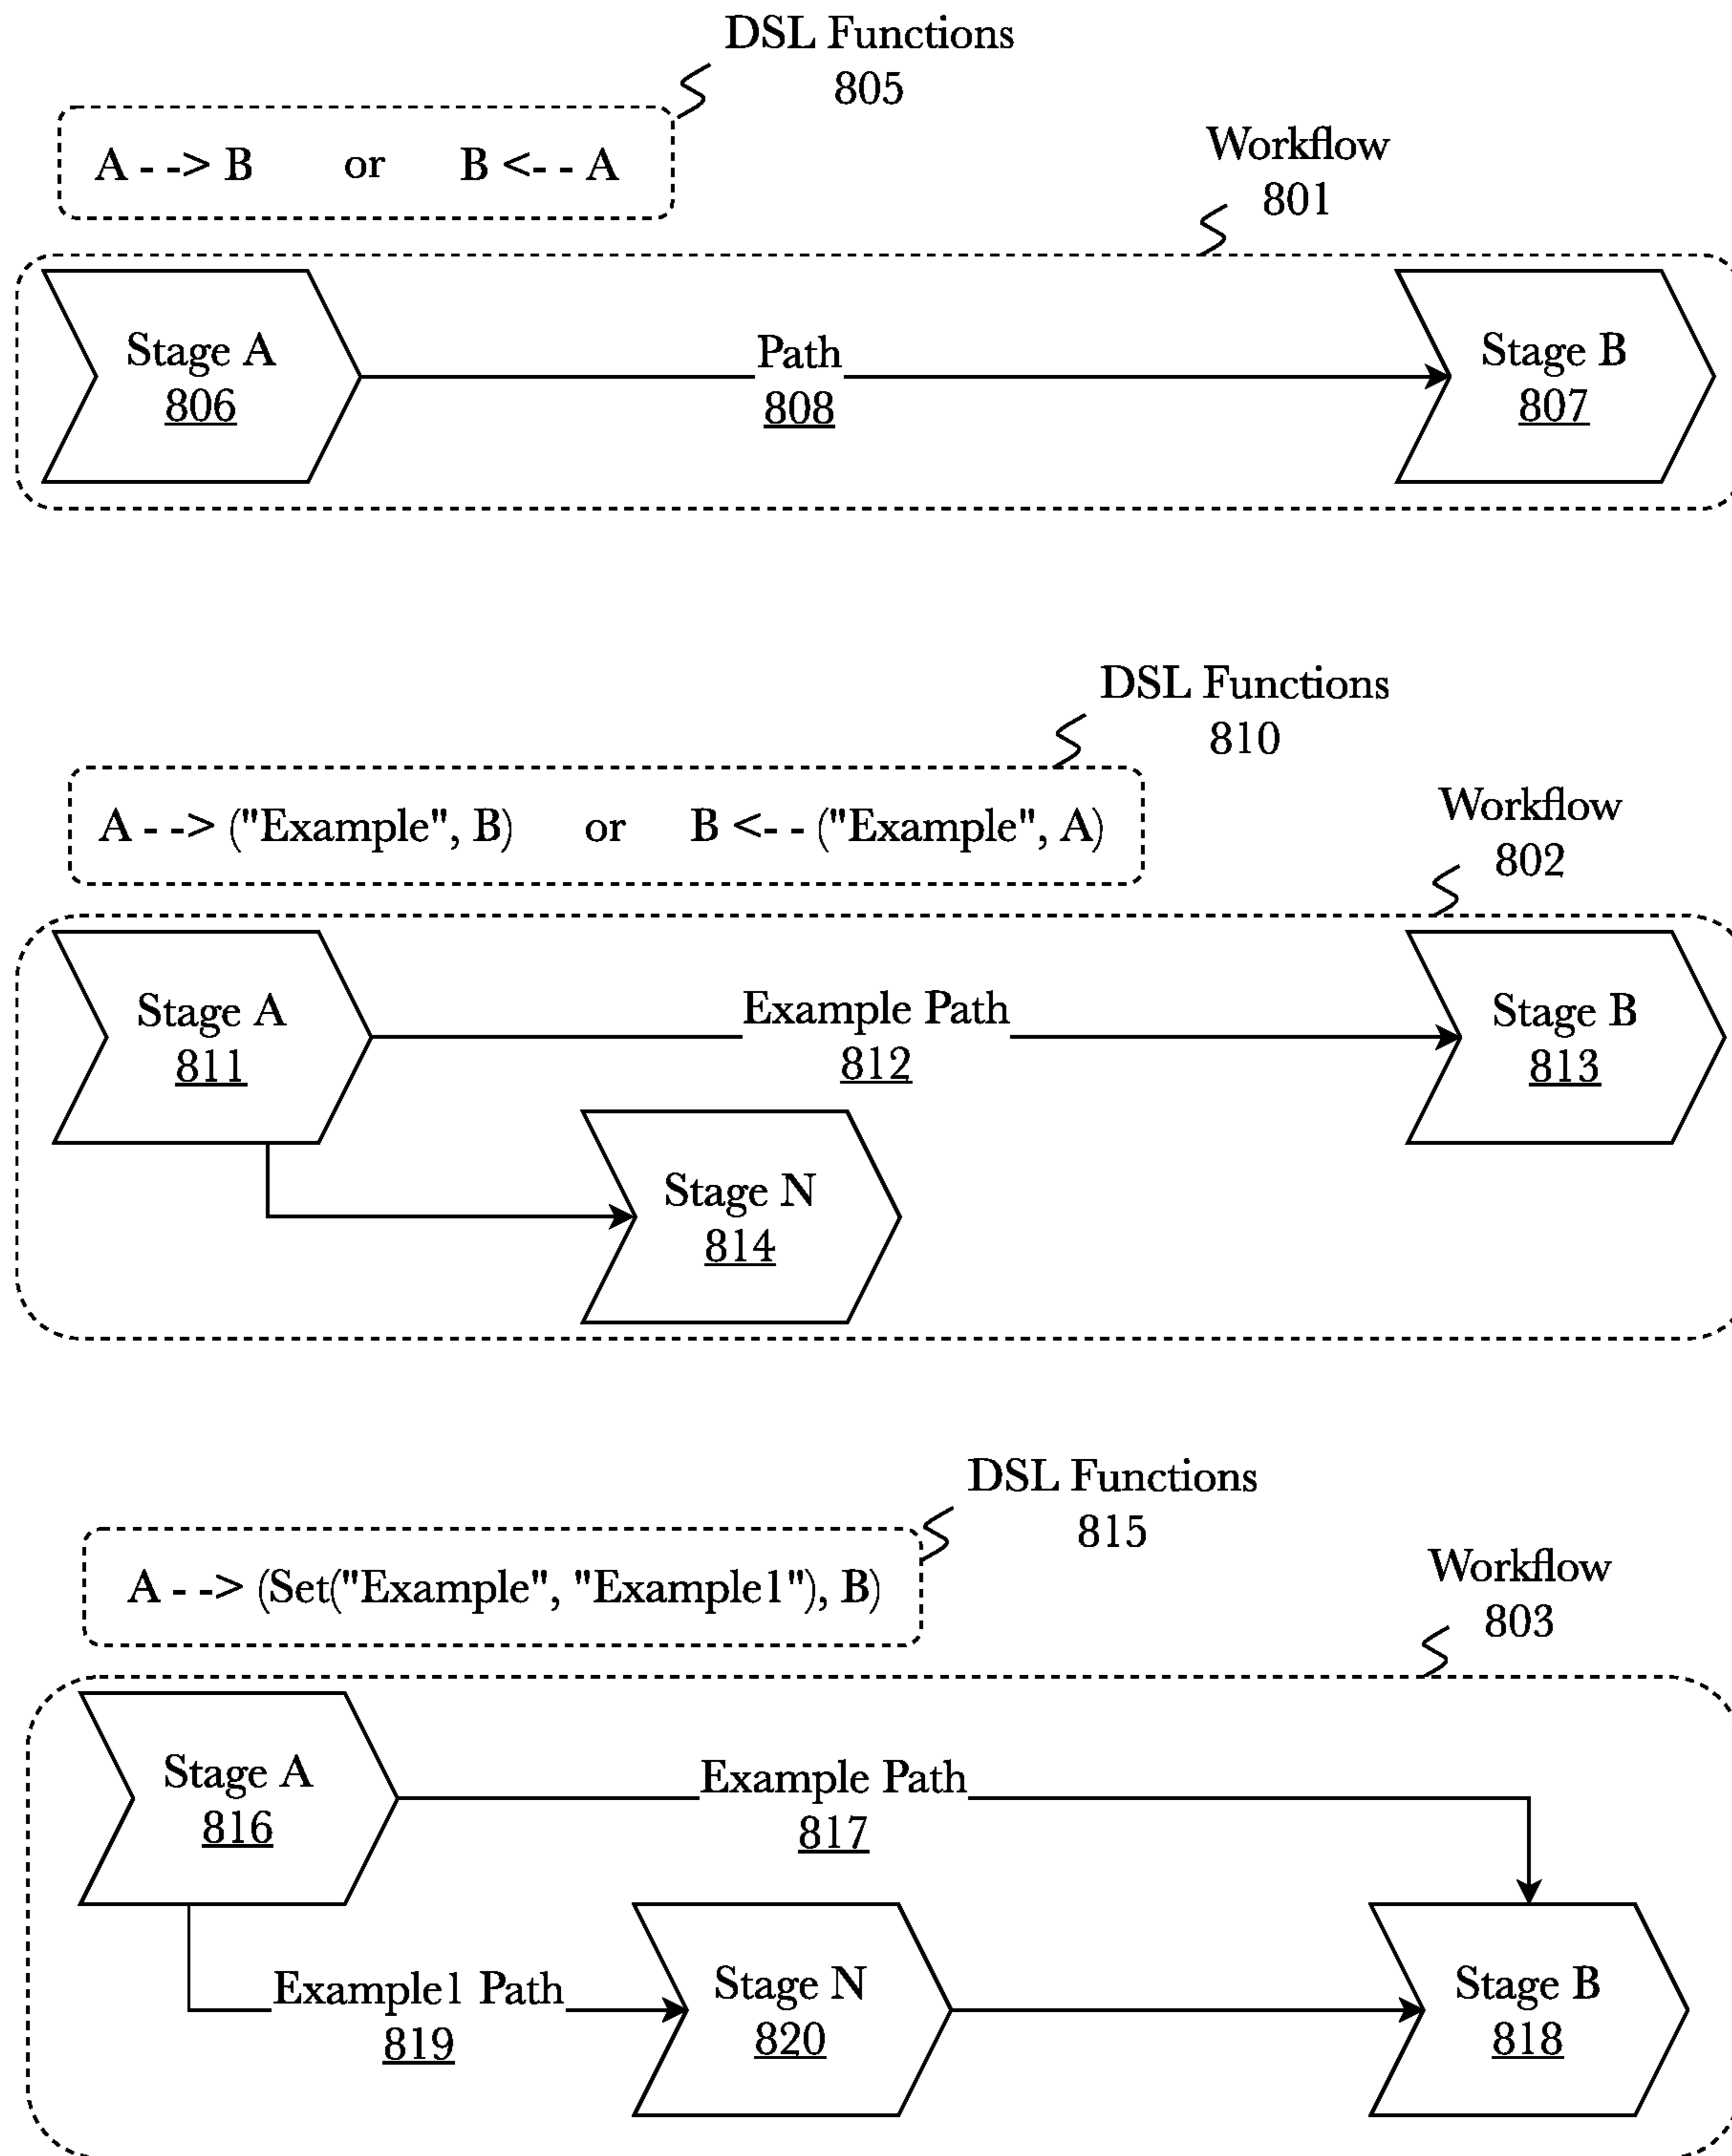 DSL Functions
805
A - -> B or B <- - A
Workflow
801
Stage A
806
Path
808
Stage B
807
DSL Functions
810
A - -> ("Example", B) or B <- - ("Example", A)
Workflow
802
Stage A
811
Example Path
812
Stage B
813
Stage N
814
DSL Functions
815
A - -> (Set("Example", "Example1"), B)
Workflow
803
Stage A
816
Example Path
817
Example1 Path
819
Stage N
820
Stage B
818